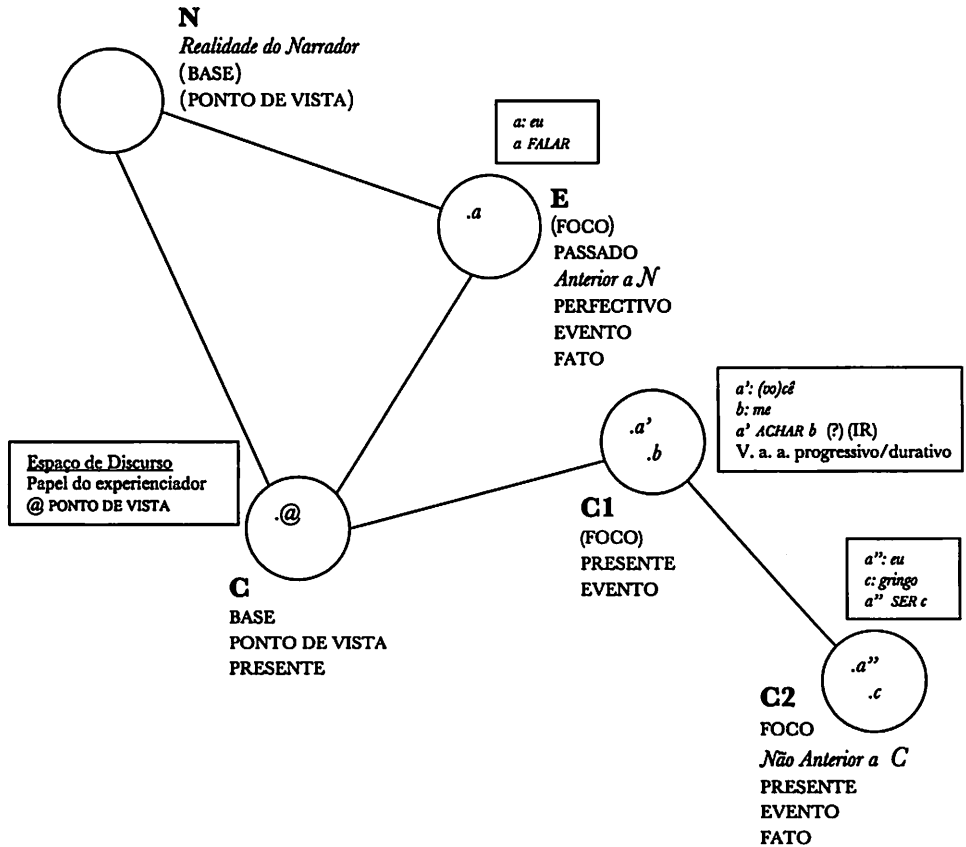 N
Realidade do Narrador
(BASE)
(PONTO DE VISTA)
a: eu
a FALAR
.a
E
(FOCO)
PASSADO
Anterior a N
PERFECTIVO
EVENTO
FATO
a': (vo)cê
b: me
a' ACHAR b (?) (IR)
V. a. a. progressivo/durativo
.a'
.b
C1
(FOCO)
PRESENTE
EVENTO
Espaço de Discurso
Papel do experienciador
@ PONTO DE VISTA
.@
C
BASE
PONTO DE VISTA
PRESENTE
a”: eu
c: gringo
a” SER c
.a”
.c
C2
FOCO
Não Anterior a C
PRESENTE
EVENTO
FATO